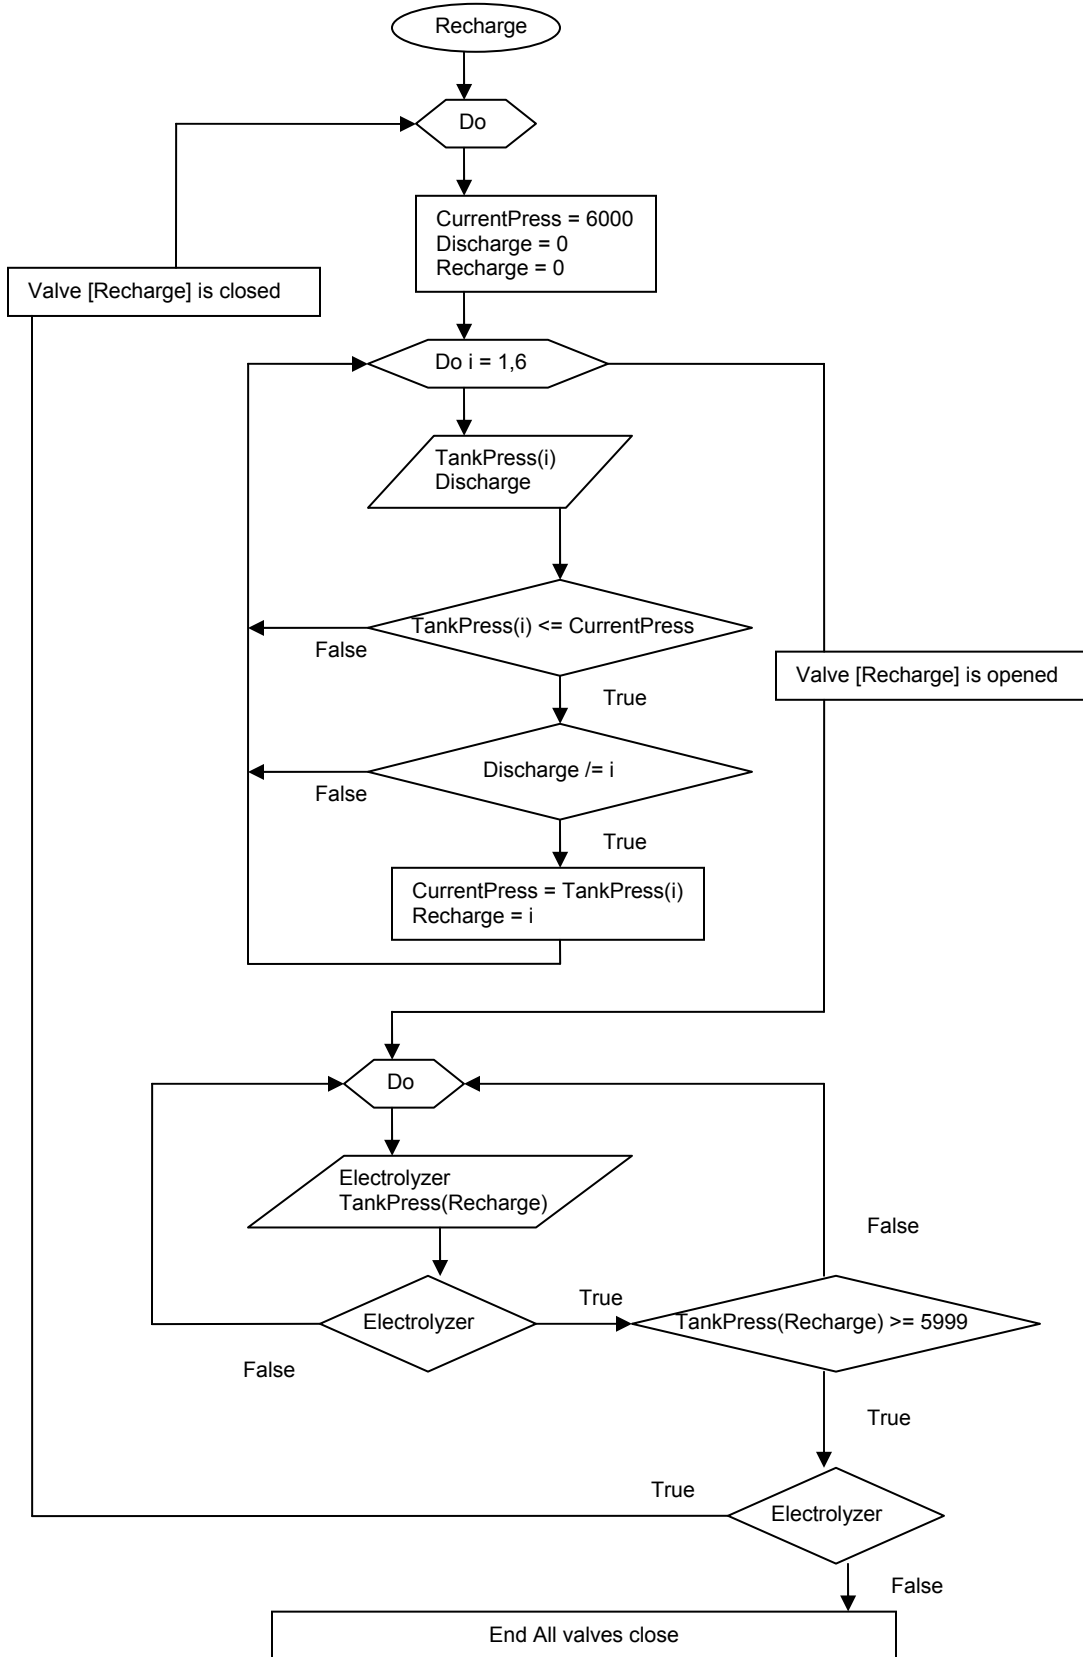 Recharge
Do
CurrentPress = 6000
Discharge = 0
Recharge = 0
Valve [Recharge] is closed
Do i = 1,6
TankPress(i)
Discharge
TankPress(i) <= CurrentPress
False
True
Valve [Recharge] is opened
Discharge /= i
False
True
CurrentPress = TankPress(i)
Recharge = i
Do
Electrolyzer
TankPress(Recharge)
False
Electrolyzer
True
TankPress(Recharge) >= 5999
False
True
True
Electrolyzer
False
End All valves close